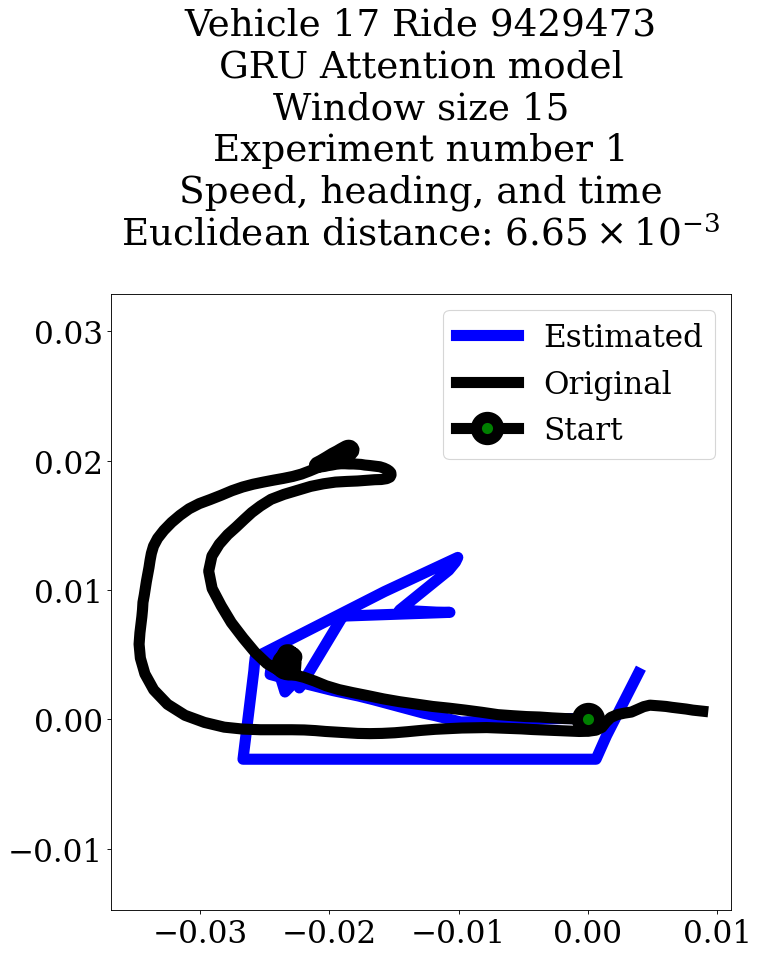 Vehicle 17 Ride 9429473
GRU Attention model
Window size 15
Experiment number 1
Speed, heading, and time
Euclidean distance: 6.65 × 10⁻³
Estimated
Original
Start
0.03
0.02
0.01
0.00
−0.01
−0.03 −0.02 −0.01 0.00 0.01